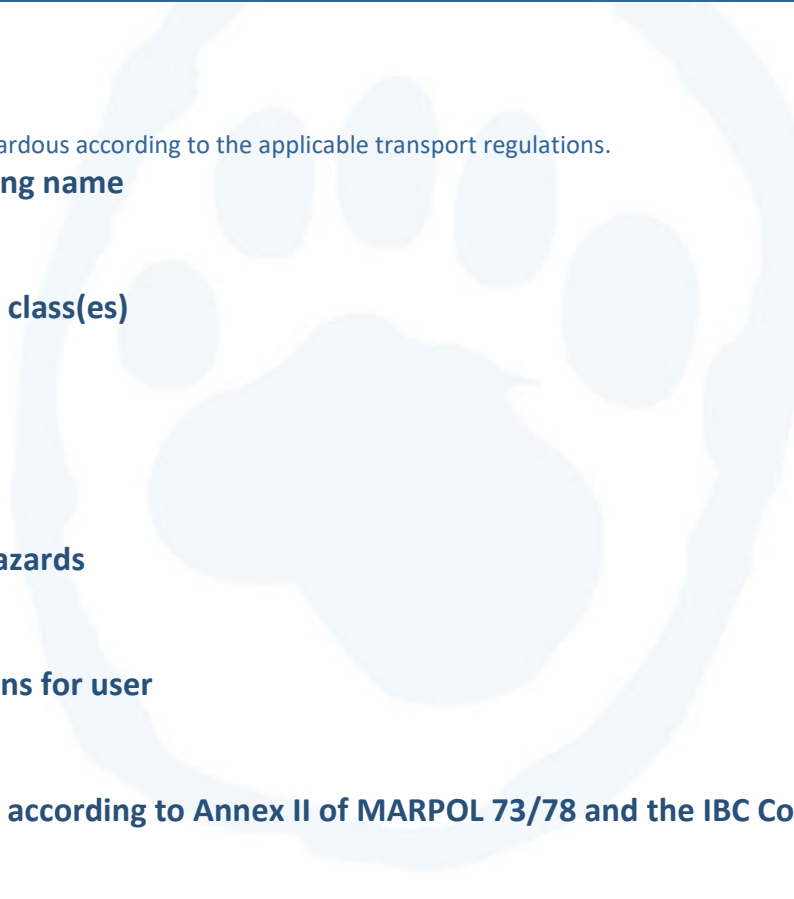 ardous according to the applicable transport regulations.
ng name
class(es)
azards
ns for user
according to Annex II of MARPOL 73/78 and the IBC Co